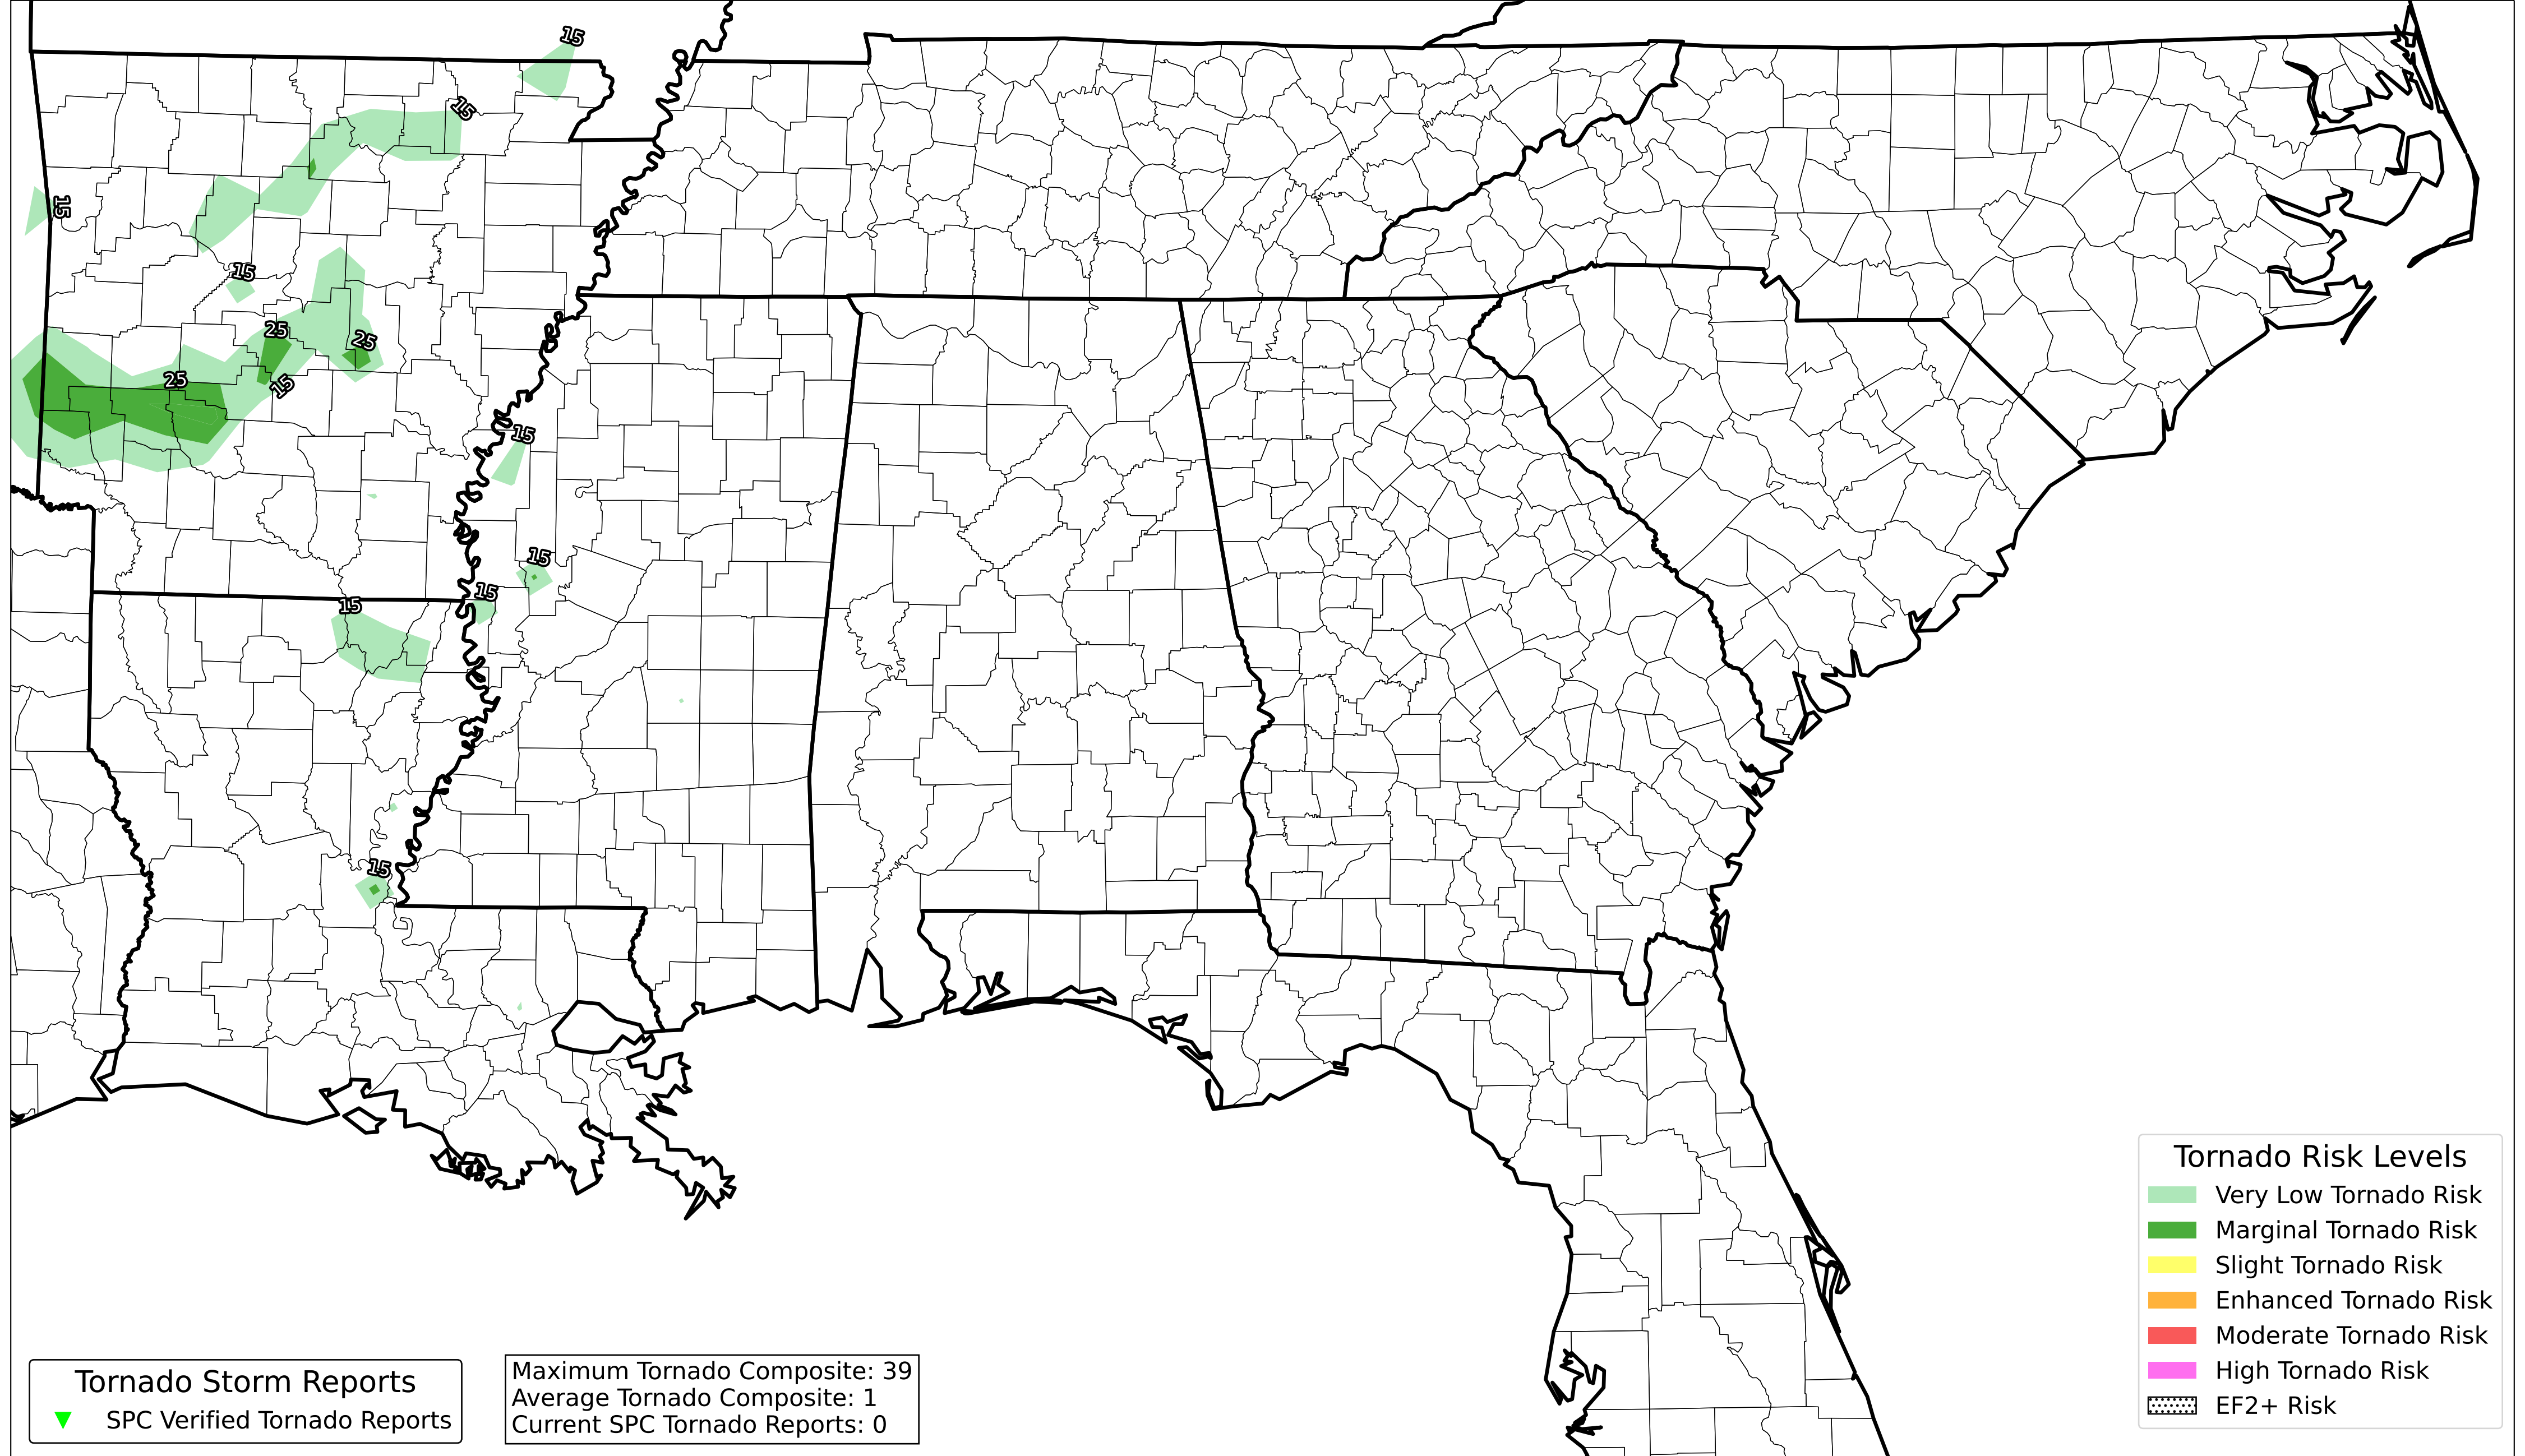 15
15
15
15
25
25
25
15
15
15
15
15
15
Tornado Risk Levels
Very Low Tornado Risk
Marginal Tornado Risk
Slight Tornado Risk
Enhanced Tornado Risk
Moderate Tornado Risk
High Tornado Risk
EF2+ Risk
Tornado Storm Reports
SPC Verified Tornado Reports
Maximum Tornado Composite: 39
Average Tornado Composite: 1
Current SPC Tornado Reports: 0